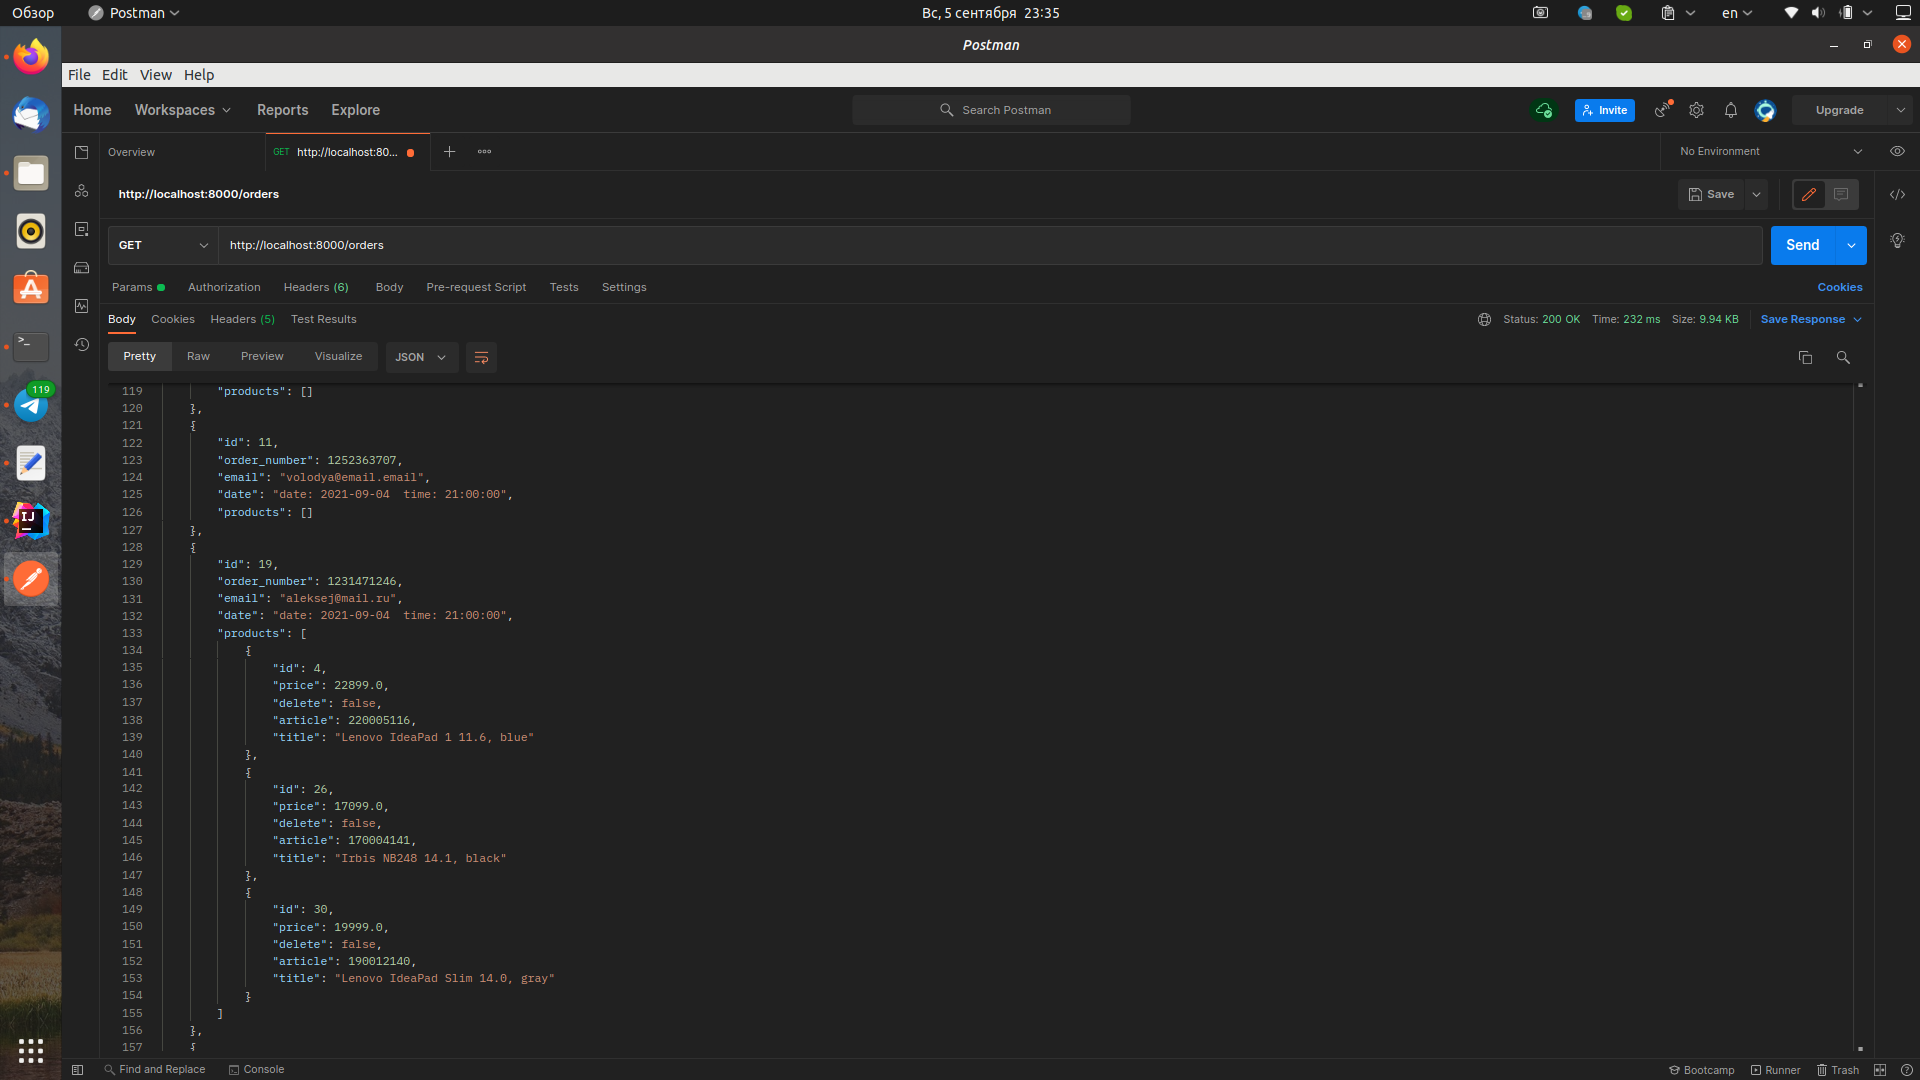 Обзор
Postman
Вс, 5 сентября 23:35
en
Postman
File Edit View Help
Home Workspaces Reports Explore
Search Postman
Invite
Upgrade
Overview
GET http://localhost:80...
No Environment
http://localhost:8000/orders
Save
GET
http://localhost:8000/orders
Send
Params Authorization Headers (6) Body Pre-request Script Tests Settings
Cookies
Body Cookies Headers (5) Test Results
Status: 200 OK Time: 232 ms Size: 9.94 KB
Save Response
Pretty Raw Preview Visualize JSON
119 "products": []
120 },
121 {
122 "id": 11,
123 "order_number": 1252363707,
124 "email": "volodya@email.email",
125 "date": "date: 2021-09-04  time: 21:00:00",
126 "products": []
127 },
128 {
129 "id": 19,
130 "order_number": 1231471246,
131 "email": "aleksej@mail.ru",
132 "date": "date: 2021-09-04  time: 21:00:00",
133 "products": [
134 {
135 "id": 4,
136 "price": 22899.0,
137 "delete": false,
138 "article": 220005116,
139 "title": "Lenovo IdeaPad 1 11.6, blue"
140 },
141 {
142 "id": 26,
143 "price": 17099.0,
144 "delete": false,
145 "article": 170004141,
146 "title": "Irbis NB248 14.1, black"
147 },
148 {
149 "id": 30,
150 "price": 19999.0,
151 "delete": false,
152 "article": 190012140,
153 "title": "Lenovo IdeaPad Slim 14.0, gray"
154 }
155 ]
156 },
157 {
119
IJ
Find and Replace
Console
Bootcamp
Runner
Trash